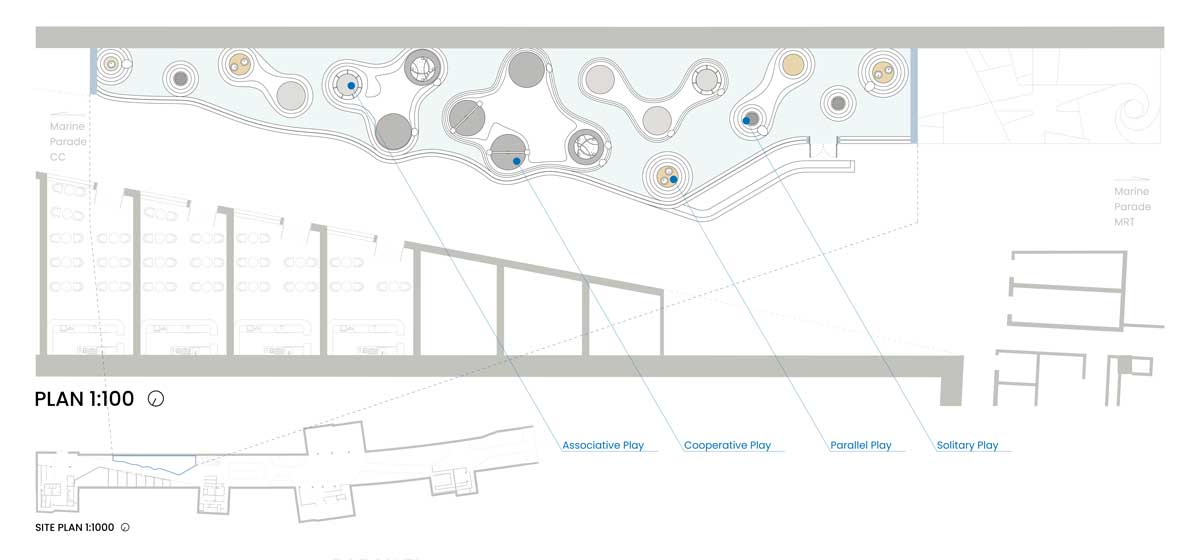 Marine
Parade
CC
Marine
Parade
MRT
PLAN 1:100
Associative Play
Cooperative Play
Parallel Play
Solitary Play
SITE PLAN 1:1000